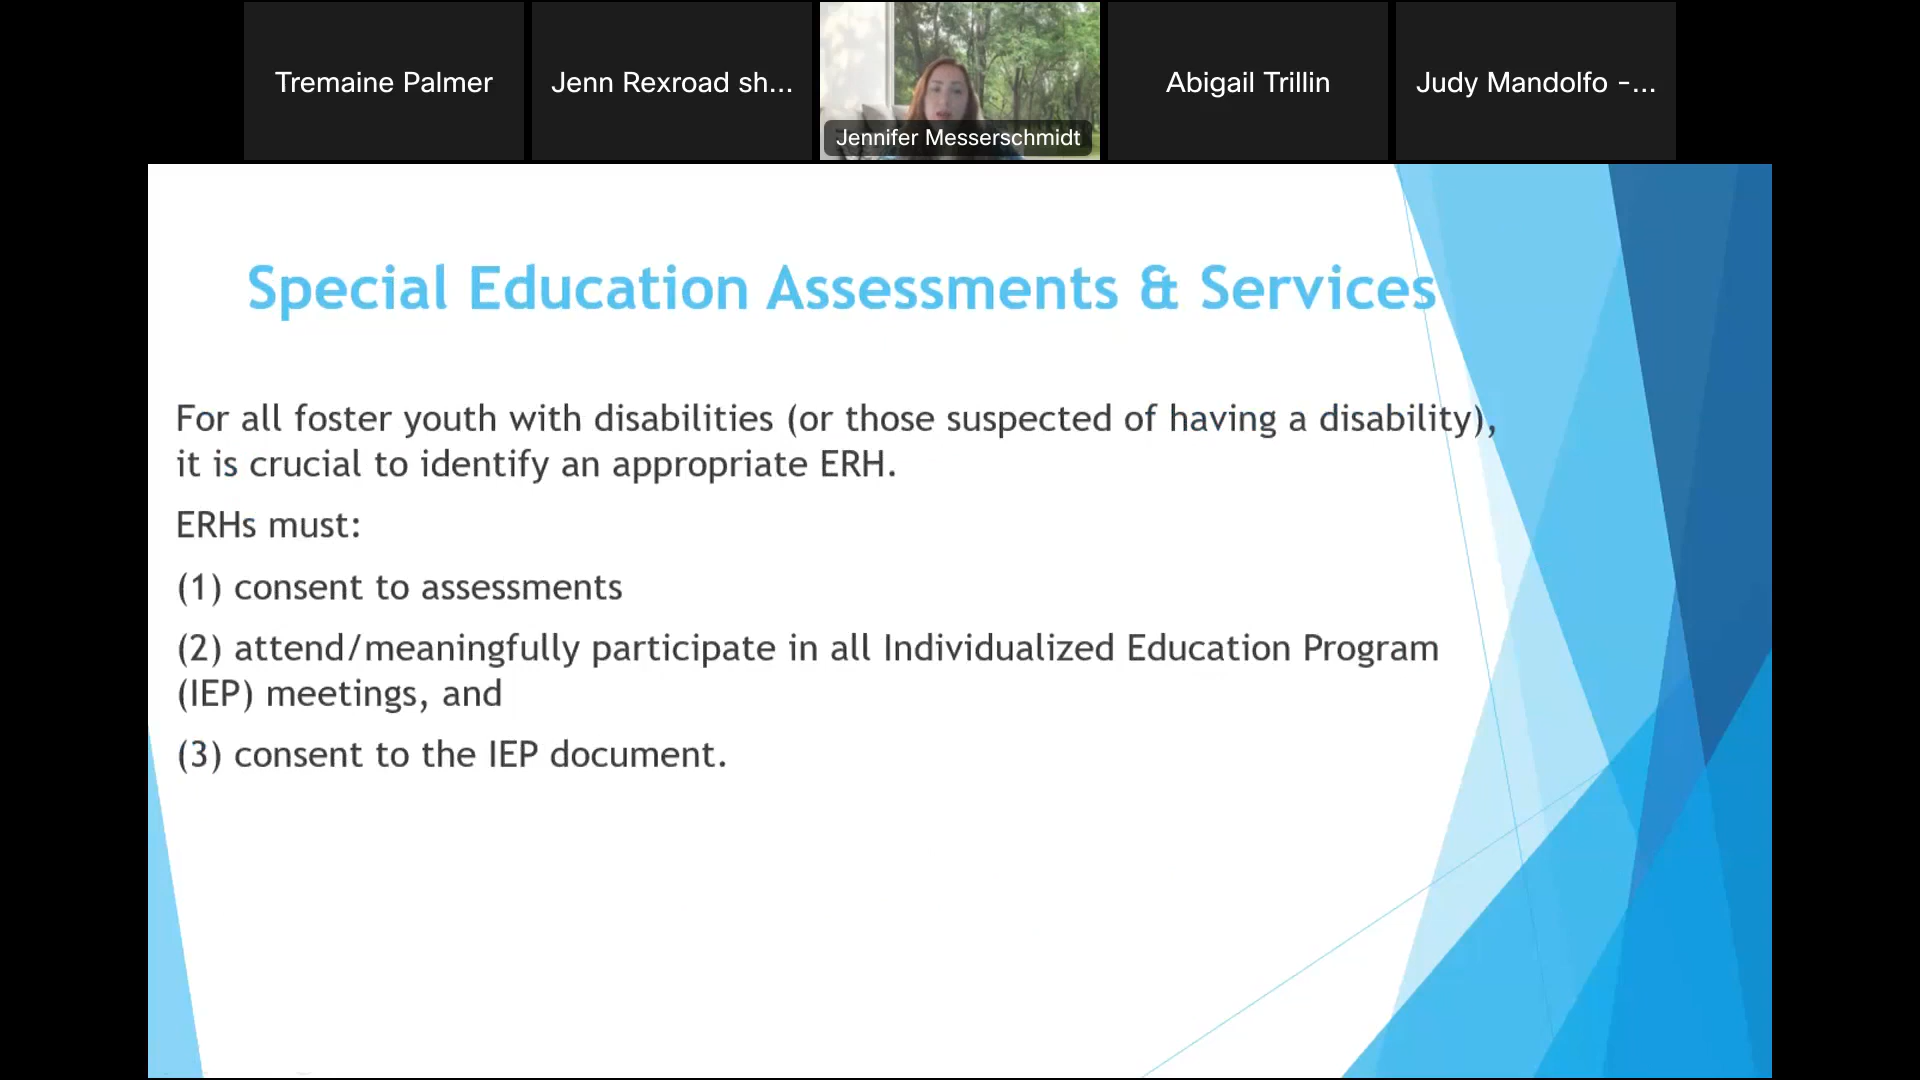 Tremaine Palmer
Jenn Rexroad sh...
Jennifer Messerschmidt
Abigail Trillin
Judy Mandolfo -...
Special Education Assessments & Services
For all foster youth with disabilities (or those suspected of having a disability),
it is crucial to identify an appropriate ERH.
ERHs must:
(1) consent to assessments
(2) attend/meaningfully participate in all Individualized Education Program
(IEP) meetings, and
(3) consent to the IEP document.